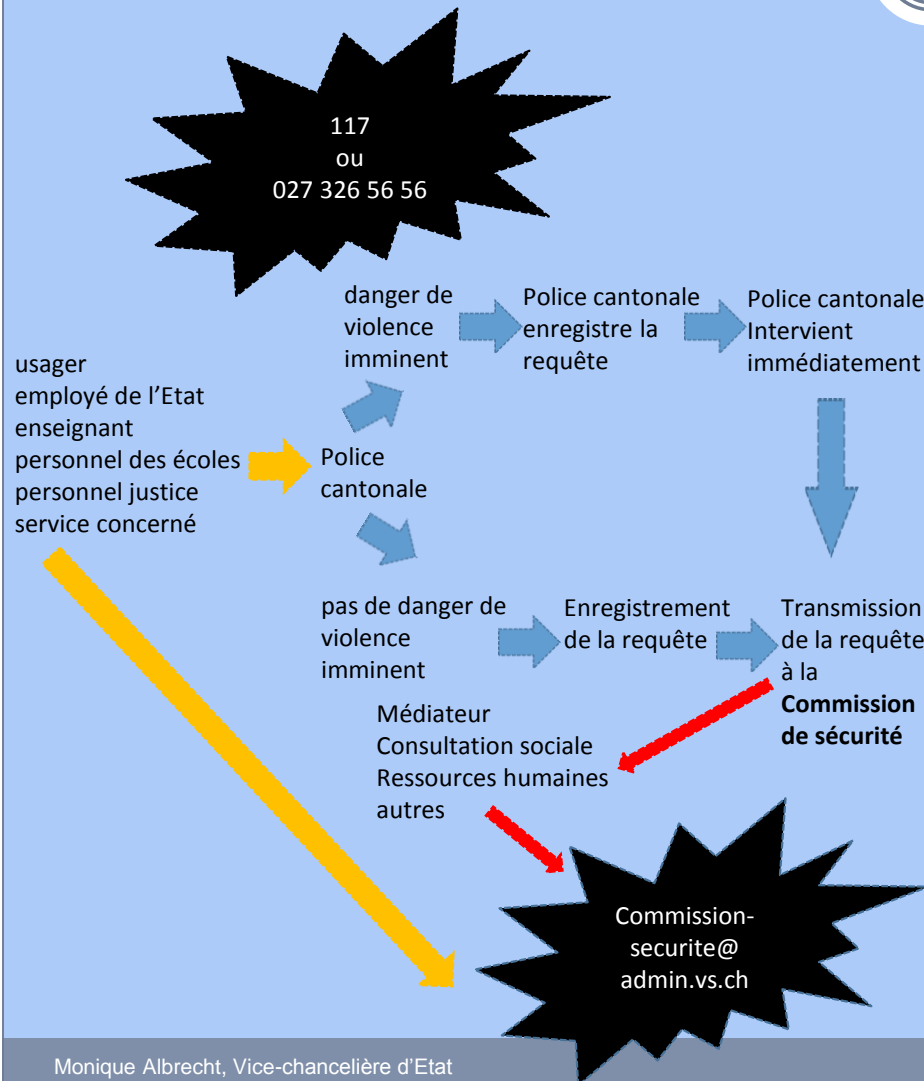 117
ou
027 326 56 56
danger de
violence
imminent
Police cantonale
enregistre la
requête
Police cantonale
Intervient
immédiatement
usager
employé de l’Etat
enseignant
personnel des écoles
personnel justice
service concerné
Police
cantonale
pas de danger de
violence
imminent
Enregistrement
de la requête
Transmission
de la requête
à la
Commission
de sécurité
Médiateur
Consultation sociale
Ressources humaines
autres
Commission-
securite@
admin.vs.ch
Monique Albrecht, Vice-chancelière d’Etat